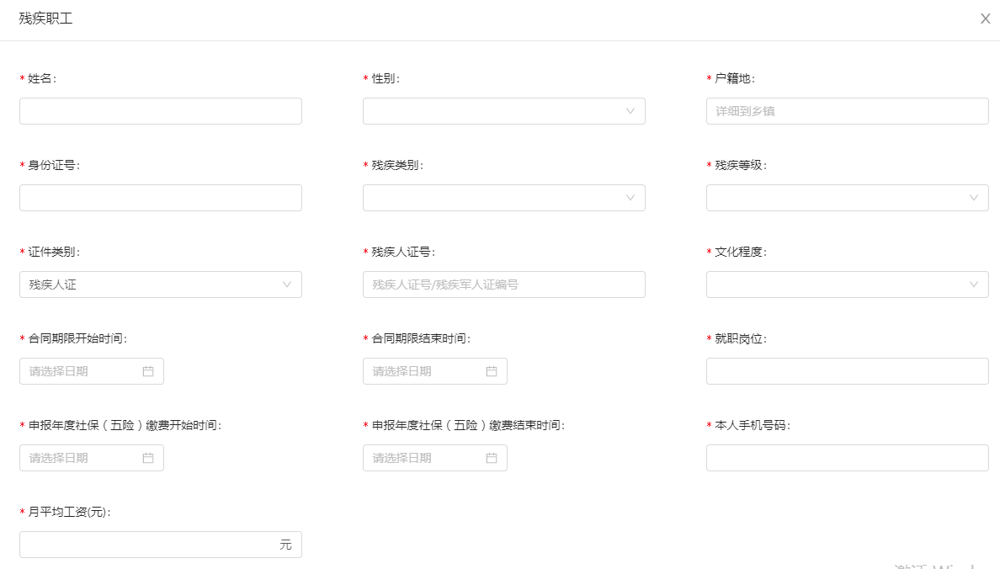 残疾职工
* 姓名:
* 性别:
* 户籍地:
详细到乡镇
* 身份证号:
* 残疾类别:
* 残疾等级:
* 证件类别:
* 残疾人证号:
* 文化程度:
残疾人证
残疾人证号/残疾军人证编号
* 合同期限开始时间:
* 合同期限结束时间:
* 就职岗位:
请选择日期
请选择日期
* 申报年度社保（五险）缴费开始时间:
* 申报年度社保（五险）缴费结束时间:
* 本人手机号码:
请选择日期
请选择日期
* 月平均工资(元):
元